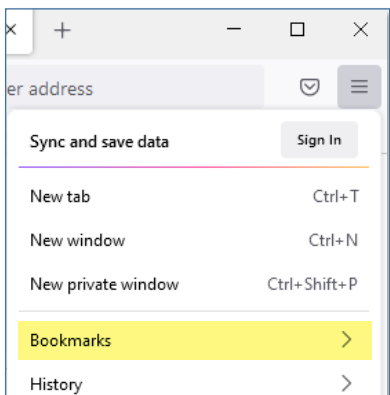 er address
Sync and save data Sign In
New tab Ctrl+T
New window Ctrl+N
New private window Ctrl+Shift+P
Bookmarks
History